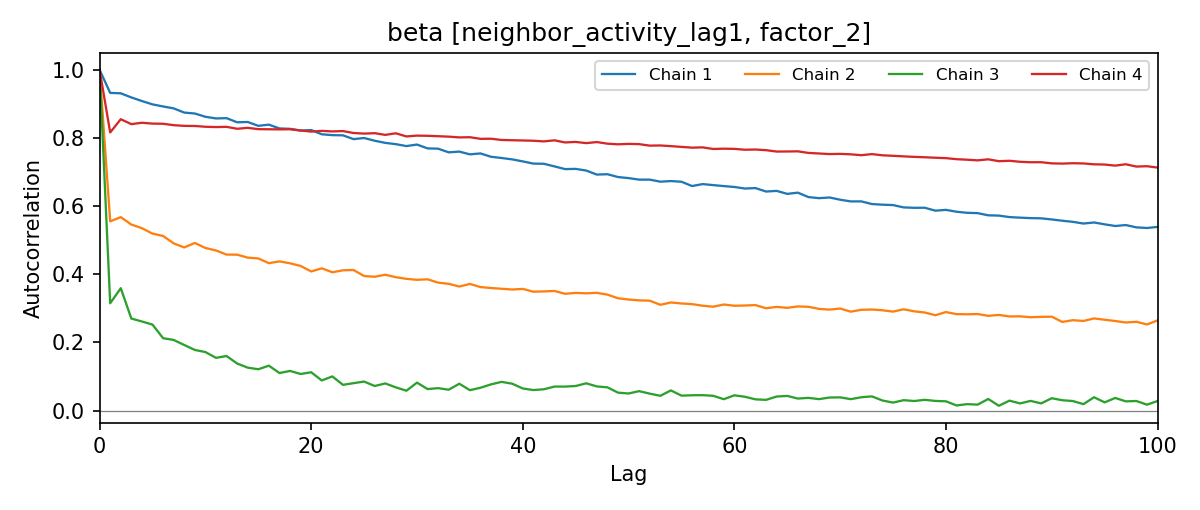 beta [neighbor_activity_lag1, factor_2]
Chain 1 Chain 2 Chain 3 Chain 4
Autocorrelation
1.0
0.8
0.6
0.4
0.2
0.0
0 20 40 60 80 100
Lag